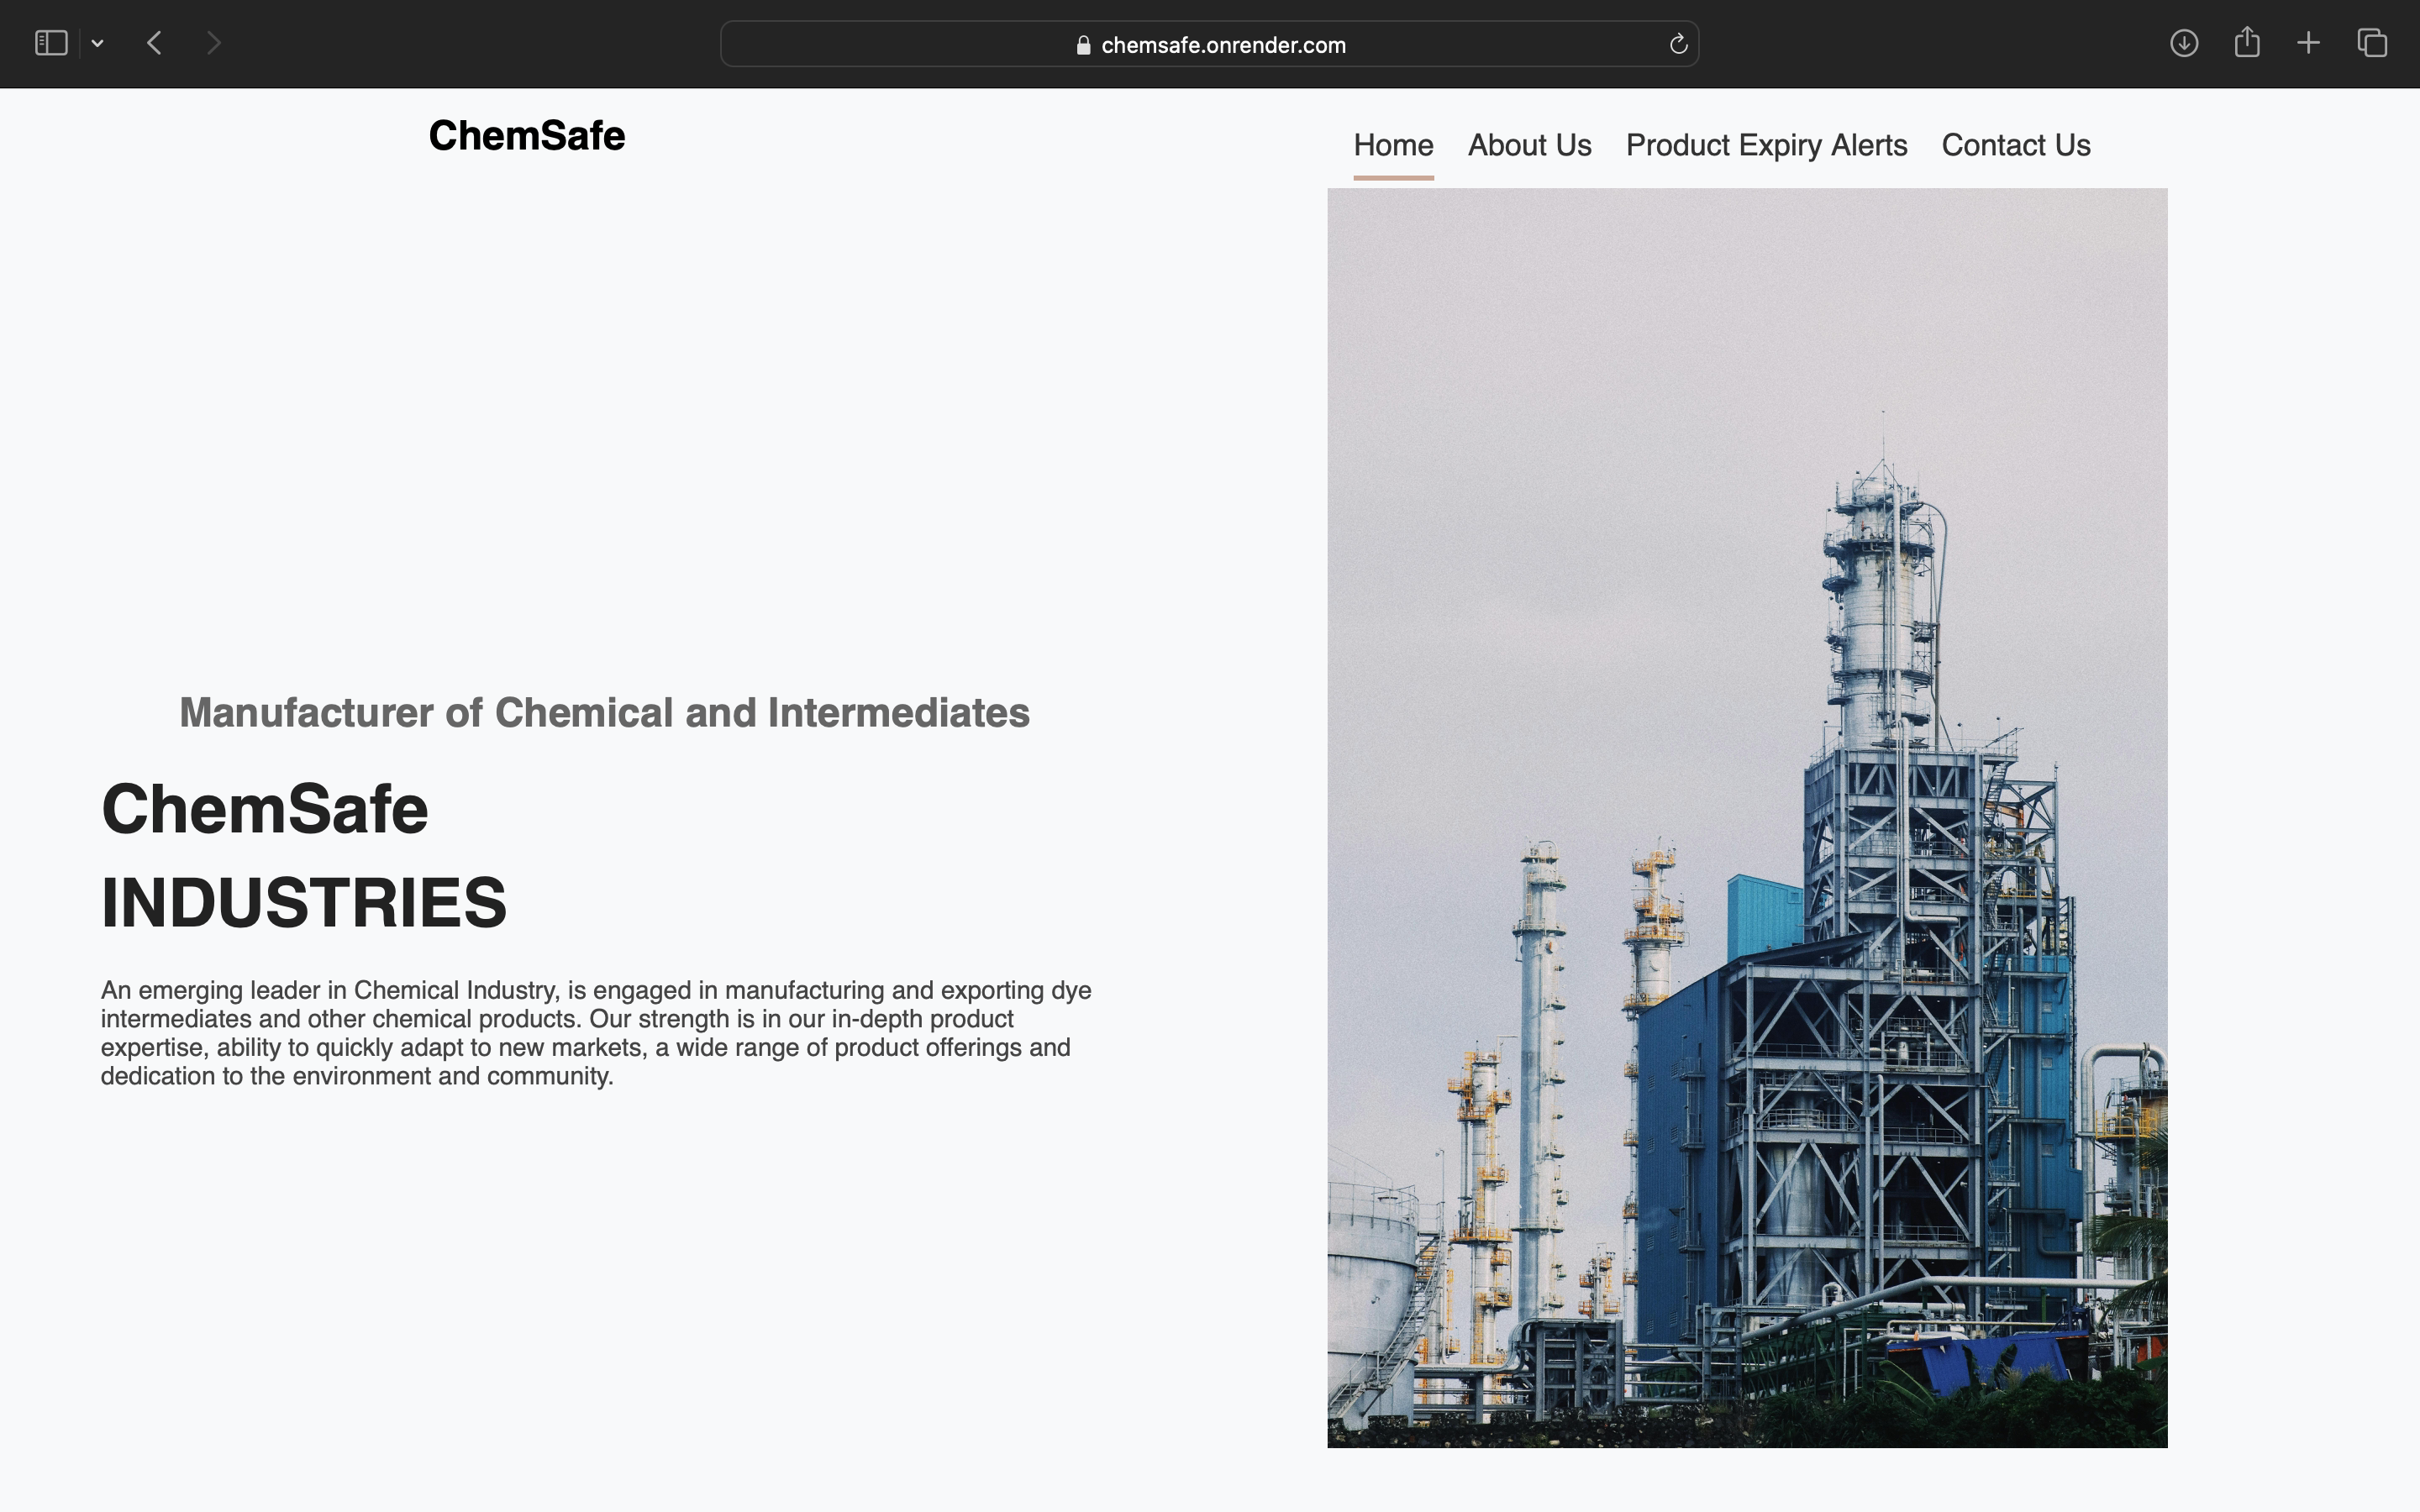 chemsafe.onrender.com
ChemSafe
Home About Us Product Expiry Alerts Contact Us
Manufacturer of Chemical and Intermediates
ChemSafe
INDUSTRIES
An emerging leader in Chemical Industry, is engaged in manufacturing and exporting dye
intermediates and other chemical products. Our strength is in our in-depth product
expertise, ability to quickly adapt to new markets, a wide range of product offerings and
dedication to the environment and community.